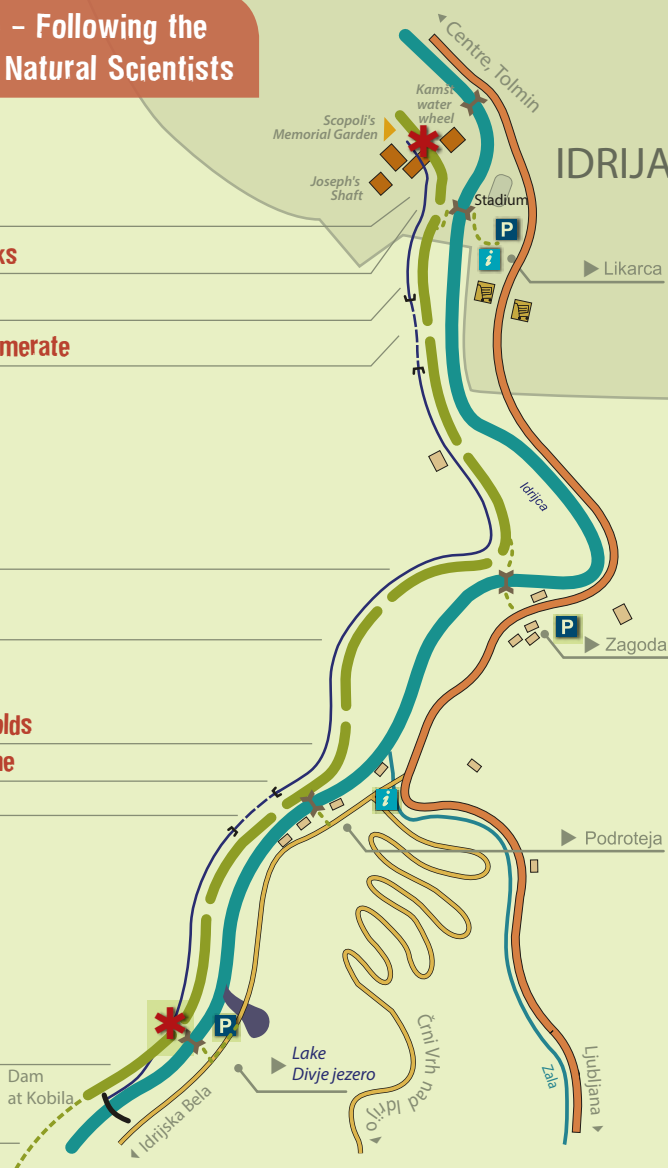 – Following the
Natural Scientists
Centre, Tolmin
Kamšt
water
wheel
Scopoli's
Memorial Garden
IDRIJA
Joseph's
Shaft
Stadium
P
i
ks
Likarca
merate
Idrijca
P
Zagoda
olds
ne
i
Podroteja
P
Lake
Divje jezero
Črni Vrh nad Idrijo
Zala
Ljubljana
Dam
at Kobila
Idrijska Bela